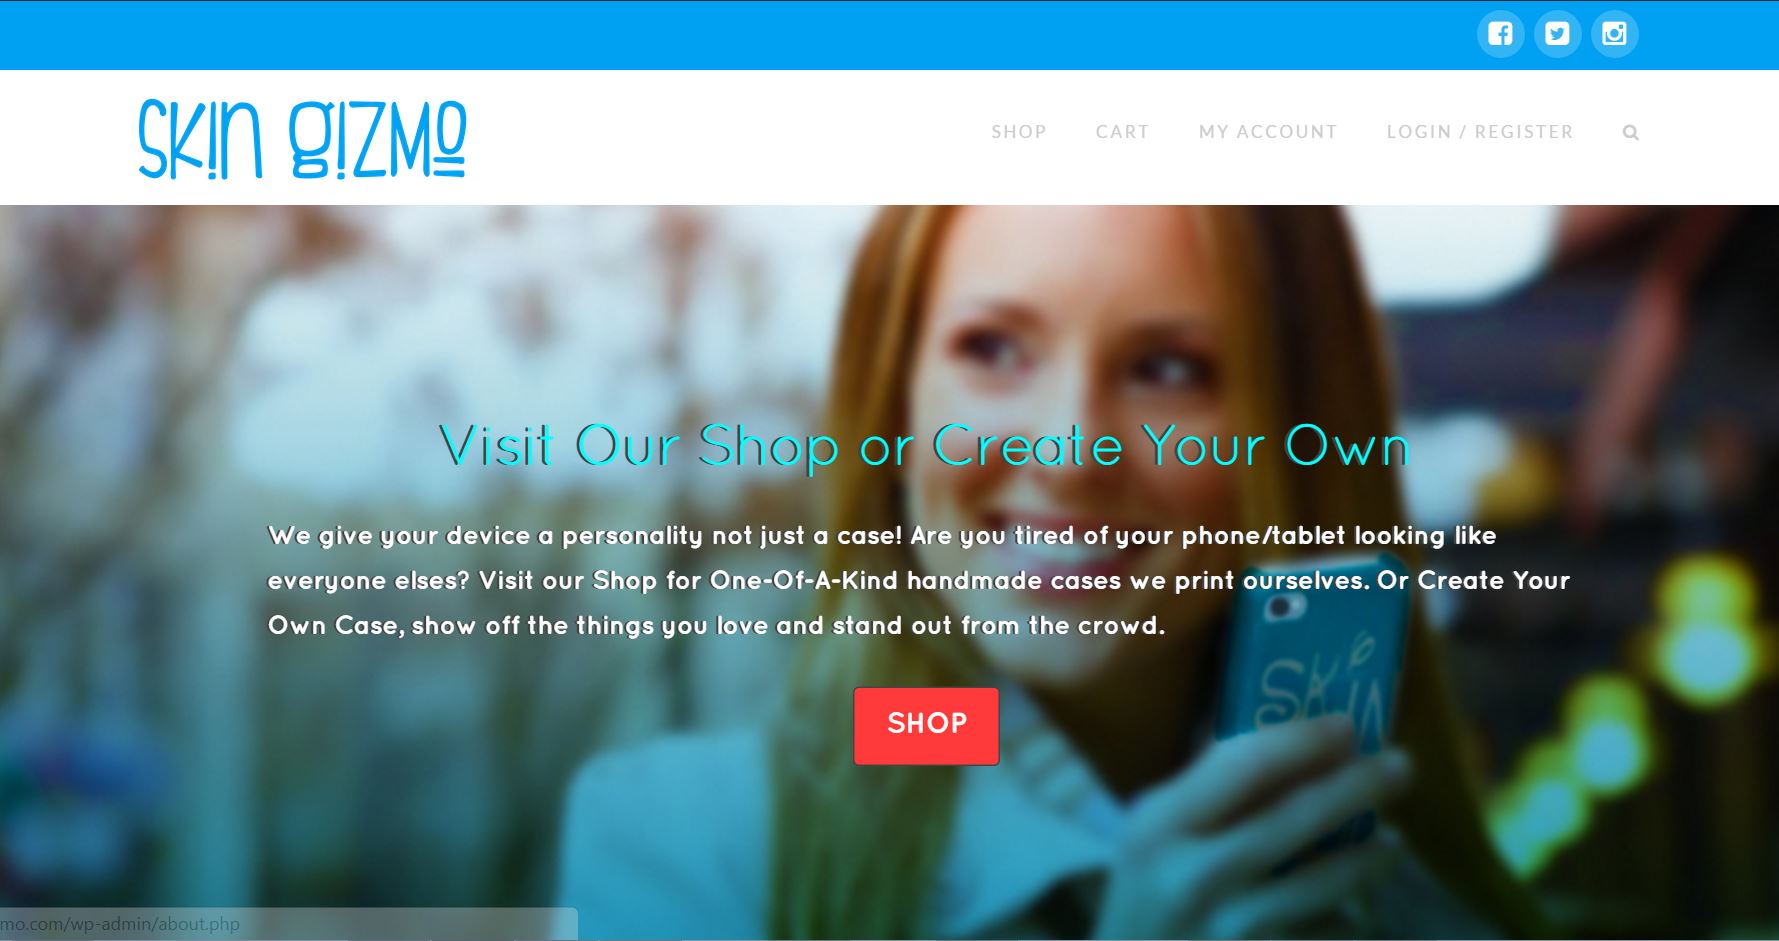 SKIN GIZMO
SHOP
CART
MY ACCOUNT
LOGIN / REGISTER
Visit Our Shop or Create Your Own
We give your device a personality not just a case! Are you tired of your phone/tablet looking like
everyone elses? Visit our Shop for One-Of-A-Kind handmade cases we print ourselves. Or Create Your
Own Case, show off the things you love and stand out from the crowd.
SHOP
mo.com/wp-admin/about.php